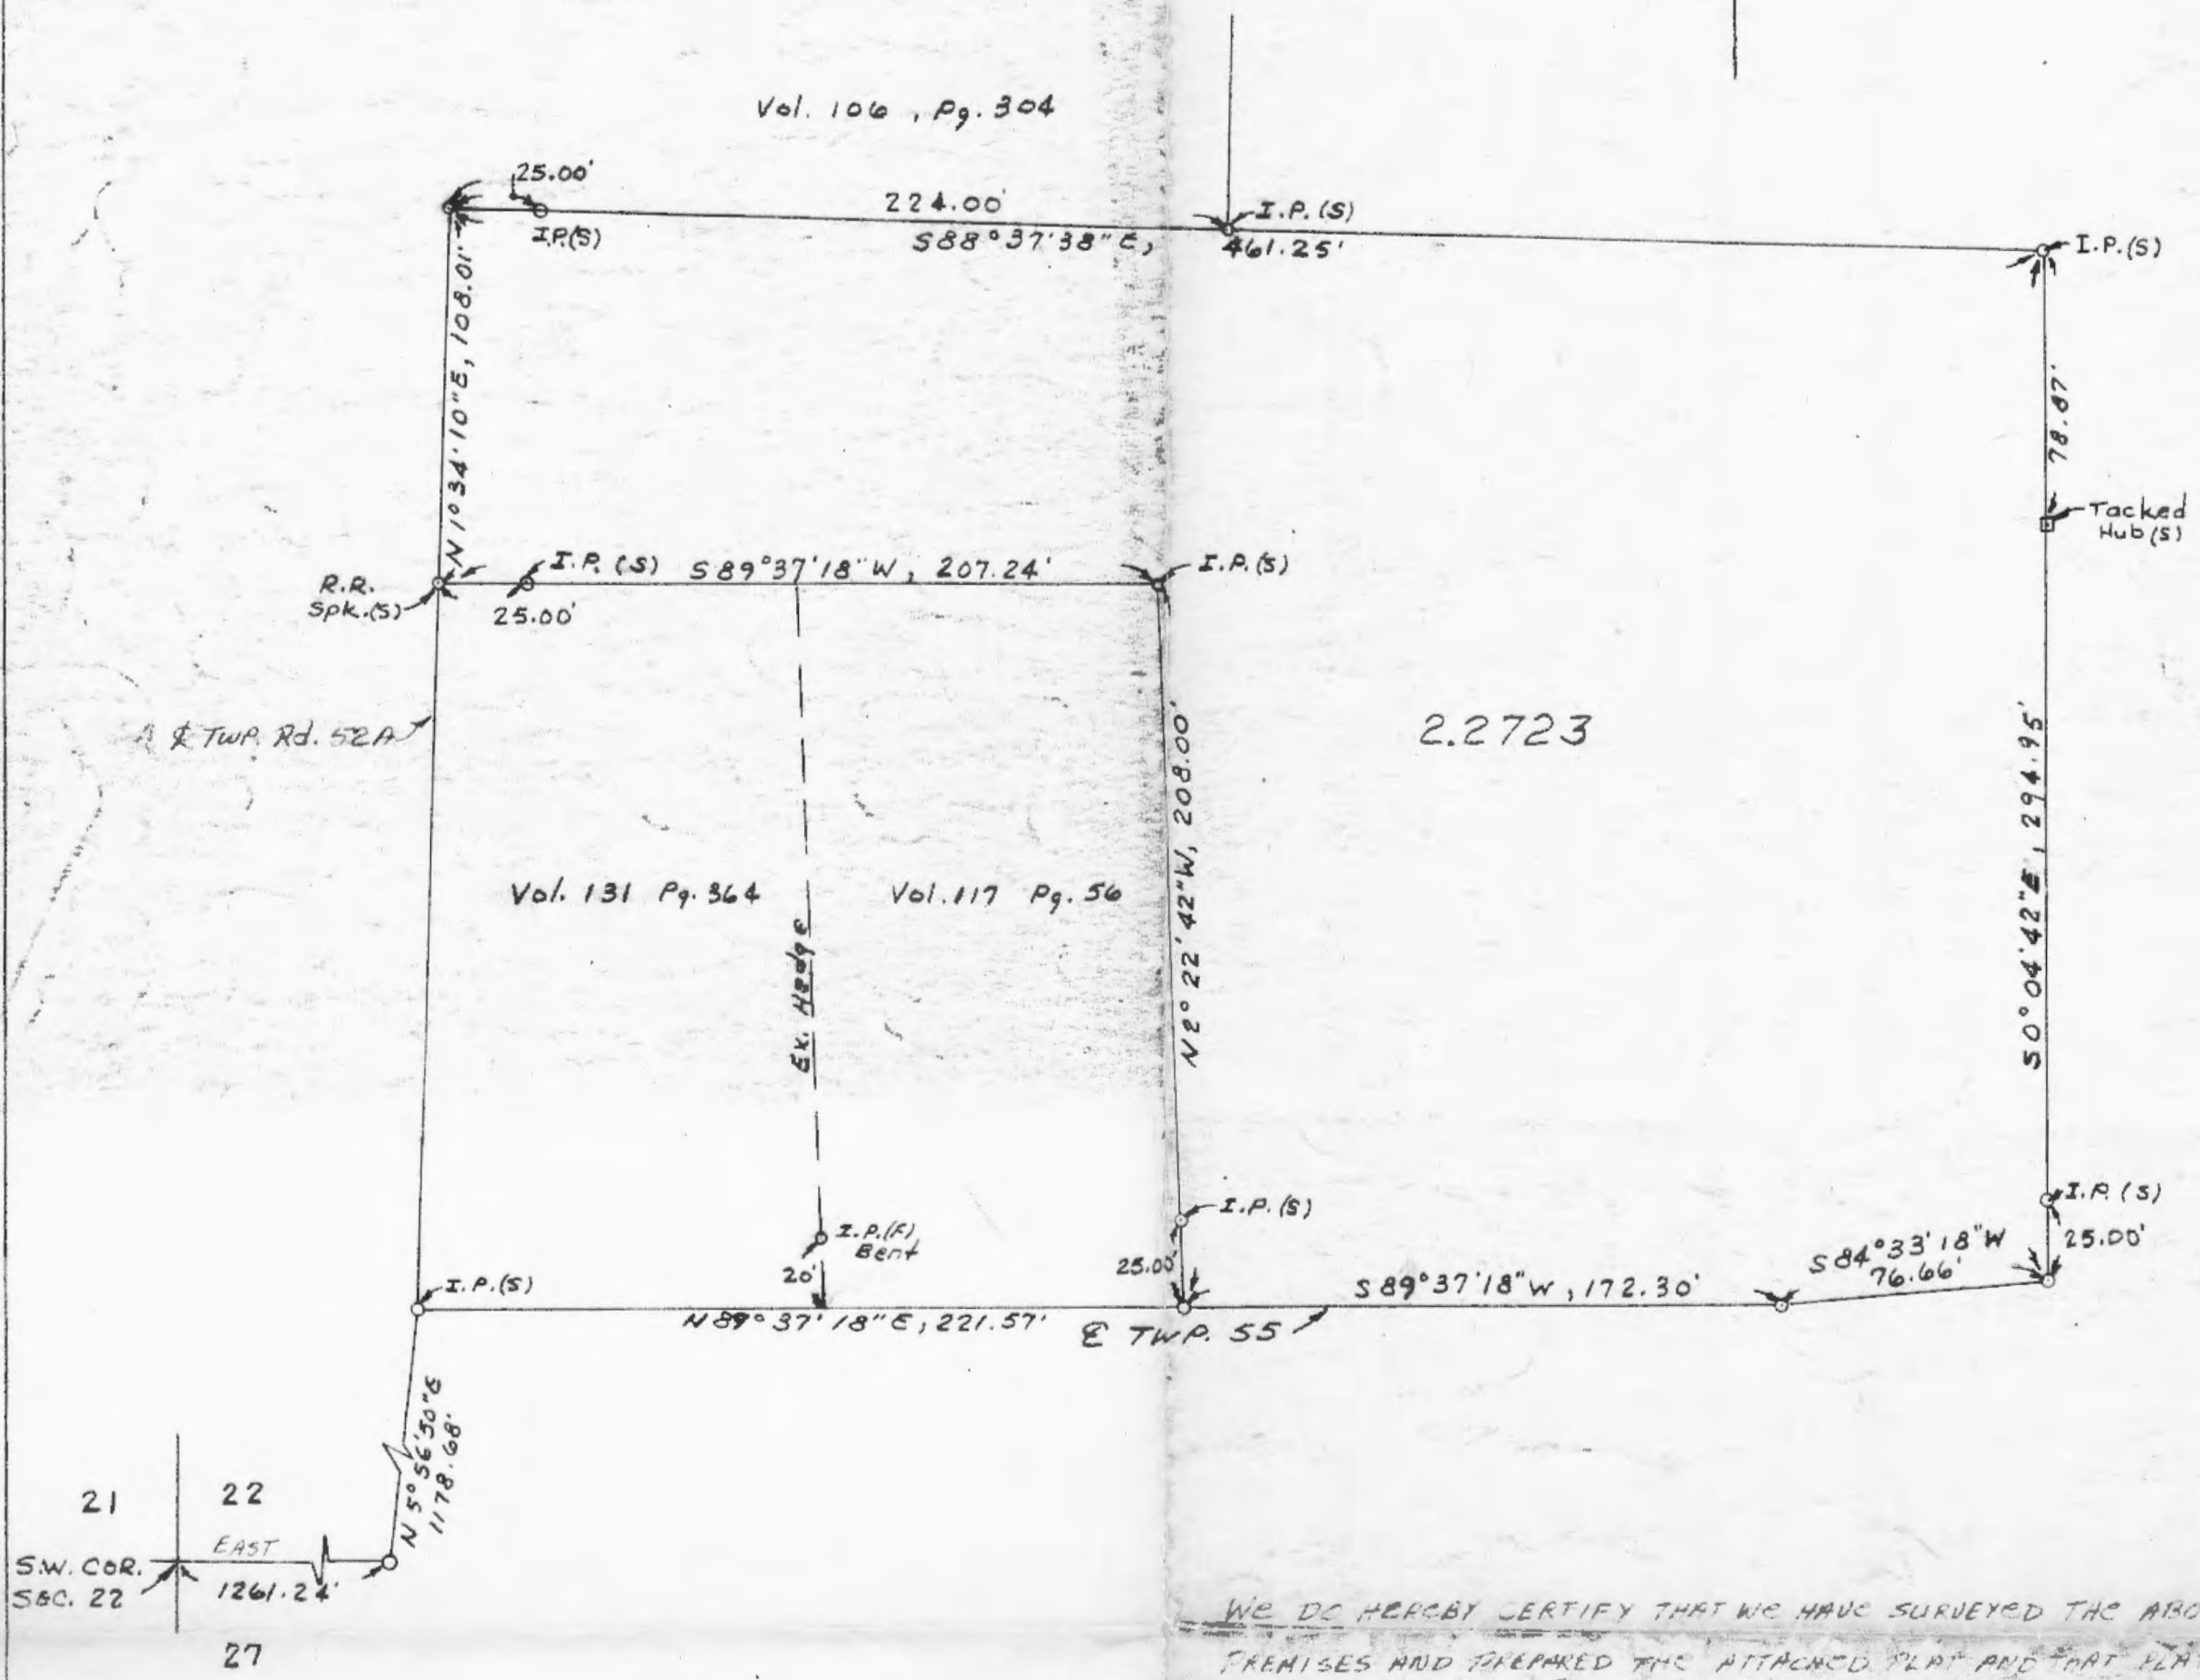 Vol. 106, Pg. 304
25.00'
224.00'
I.P.(S)
I.P.(S)
S88°37'38"E, 461.25'
I.P.(S)
N1°34'10"E, 108.01'
78.87'
Tacked
Hub(S)
R.R.
Spk.(S)
I.P.(S)
S89°37'18"W, 207.24'
I.P.(S)
25.00'
℄ TWP. Rd. 52A
2.2723
N2°22'42"W, 208.00'
S0°04'42"E, 294.95'
Vol. 131 Pg. 364
Vol. 117 Pg. 56
Ex. Hedge
I.P.(S)
I.P.(S)
I.P.(F)
Bent
S84°33'18"W
76.66'
25.00'
20'
25.00'
I.P.(S)
S89°37'18"W, 172.30'
N89°37'18"E, 221.57'
℄ TWP. 55
N5°56'50"E
1178.68'
21
22
EAST
S.W. COR.
SEC. 22
1261.24'
27
WE DO HEREBY CERTIFY THAT WE HAVE SURVEYED THE ABO
PREMISES AND PREPARED THE ATTACHED PLAT AND THAT PLA